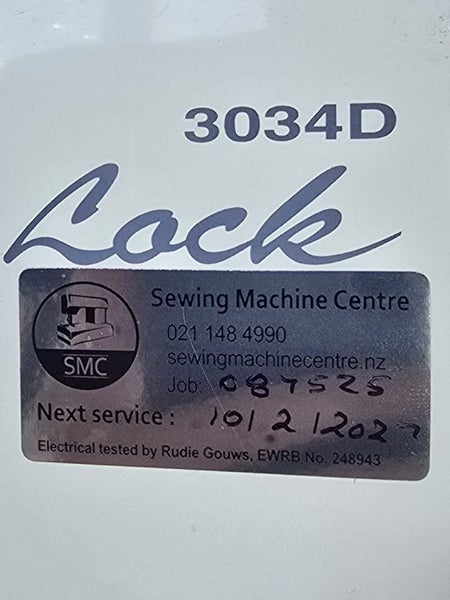 3034D
Lock
Sewing Machine Centre
021 148 4990
sewingmachinecentre.nz
SMC
Job: 087525
Next service : 10/2/2027
Electrical tested by Rudie Gouws, EWRB No. 248943